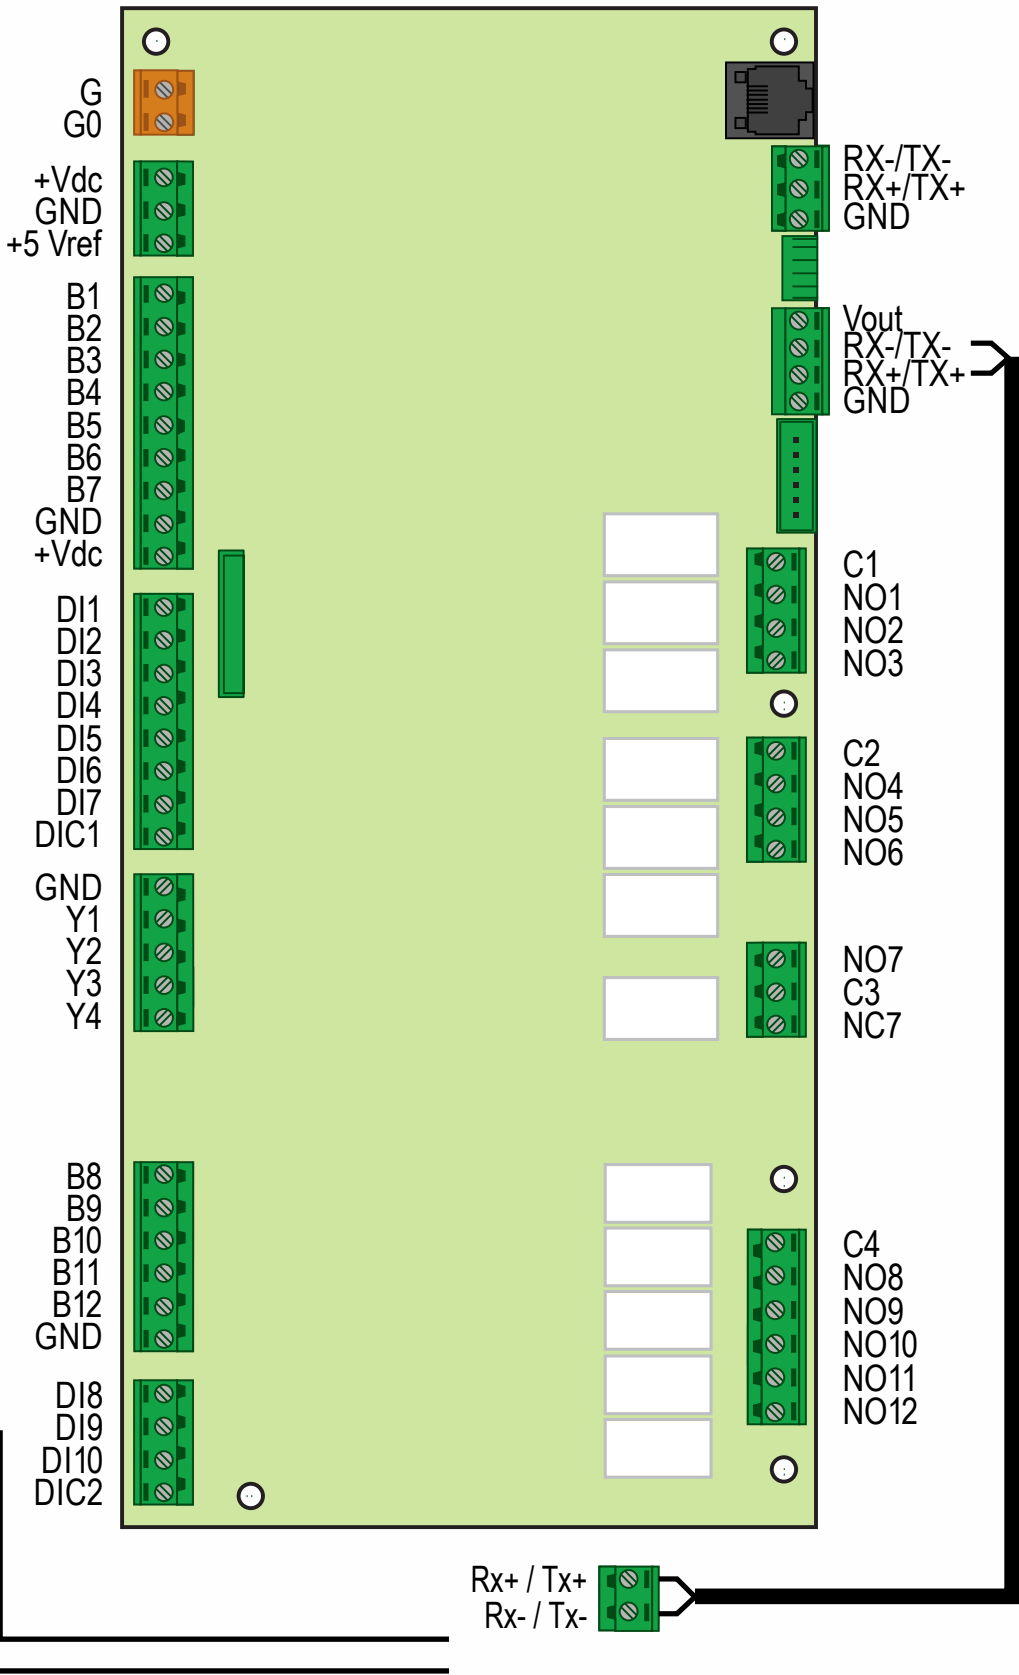 G
G0
+Vdc
GND
+5 Vref
B1
B2
B3
B4
B5
B6
B7
GND
+Vdc
DI1
DI2
DI3
DI4
DI5
DI6
DI7
DIC1
GND
Y1
Y2
Y3
Y4
B8
B9
B10
B11
B12
GND
DI8
DI9
DI10
DIC2
RX-/TX-
RX+/TX+
GND
Vout
RX-/TX-
RX+/TX+
GND
C1
NO1
NO2
NO3
C2
NO4
NO5
NO6
NO7
C3
NC7
C4
NO8
NO9
NO10
NO11
NO12
Rx+ / Tx+
Rx- / Tx-